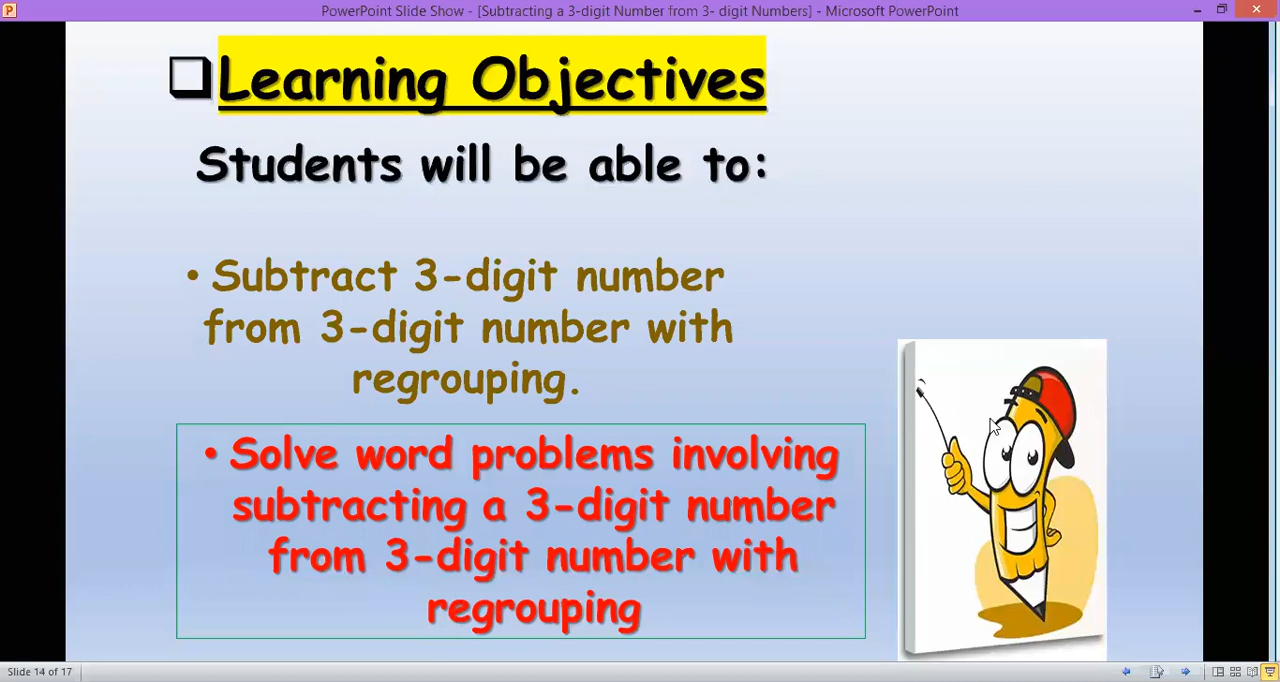 PowerPoint Slide Show - [Subtracting a 3-digit Number from 3- digit Numbers] - Microsoft PowerPoint
Learning Objectives
Students will be able to:
• Subtract 3-digit number
from 3-digit number with
regrouping.
• Solve word problems involving
subtracting a 3-digit number
from 3-digit number with
regrouping
Slide 14 of 17